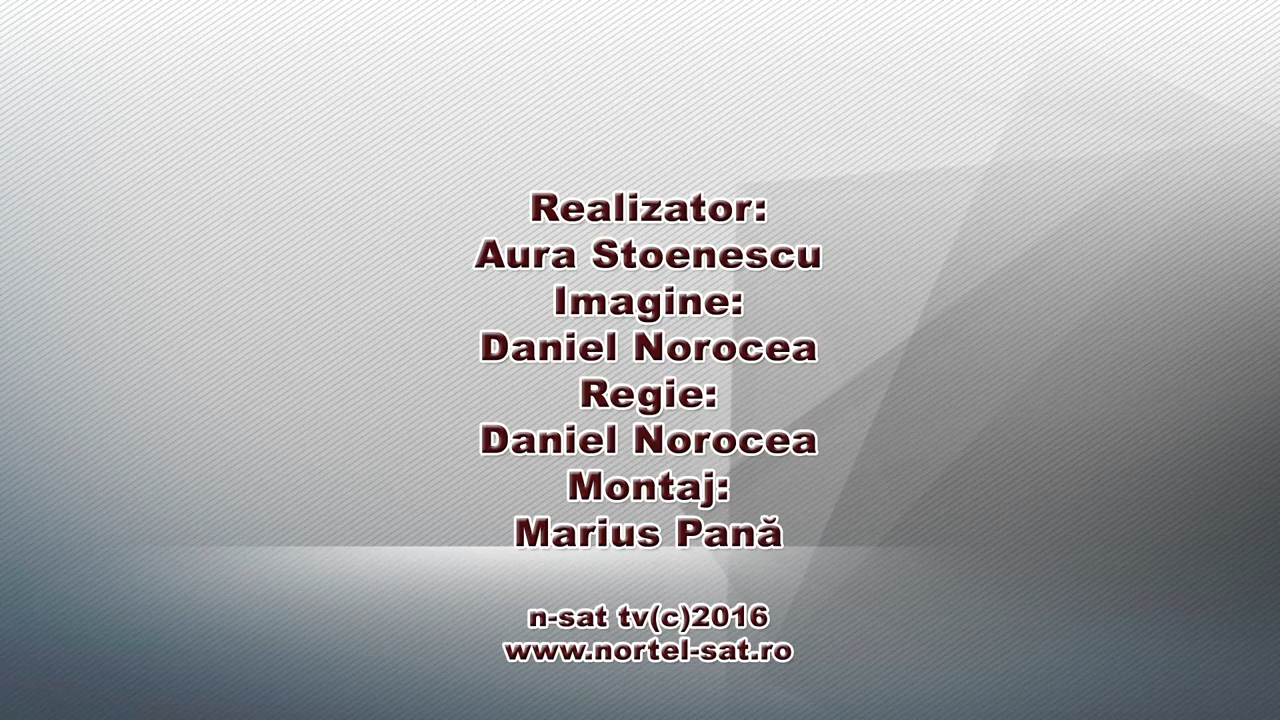 Realizator:
Aura Stoenescu
Imagine:
Daniel Norocea
Regie:
Daniel Norocea
Montaj:
Marius Pană
n-sat tv(c)2016
www.nortel-sat.ro